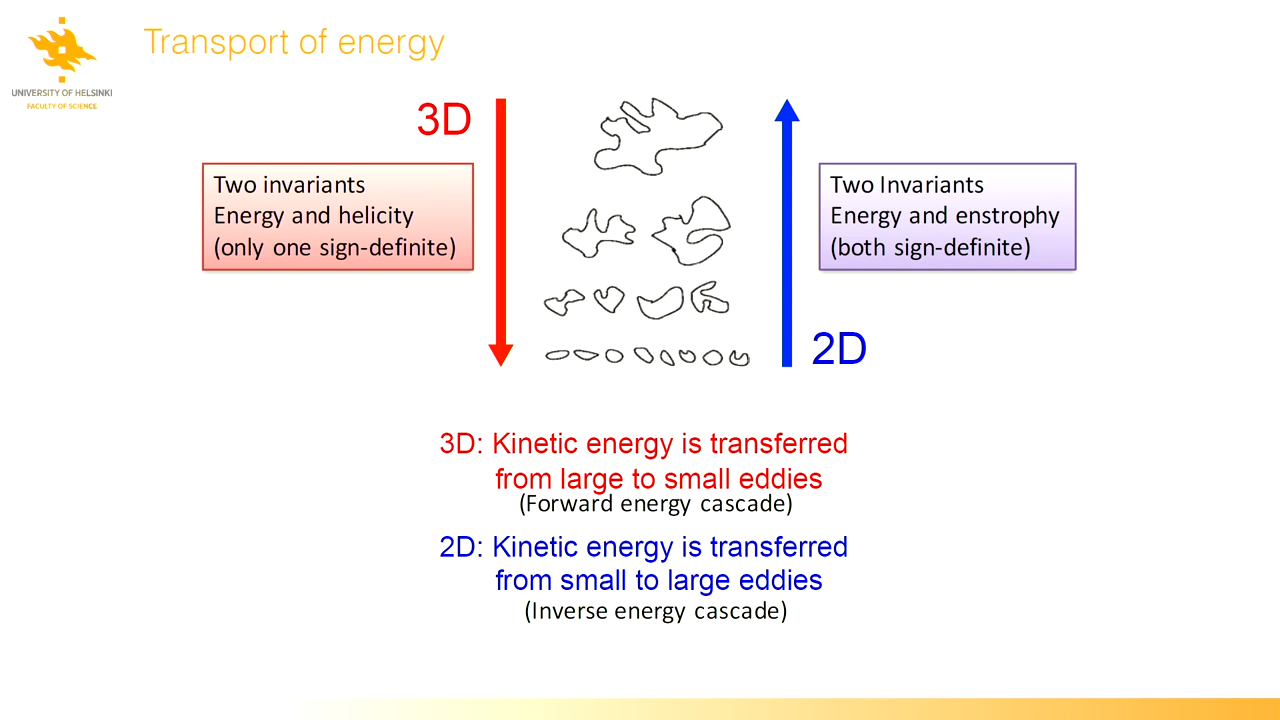 UNIVERSITY OF HELSINKI
FACULTY OF SCIENCE
Transport of energy
3D
Two invariants
Energy and helicity
(only one sign-definite)
Two Invariants
Energy and enstrophy
(both sign-definite)
2D
3D: Kinetic energy is transferred
from large to small eddies
(Forward energy cascade)
2D: Kinetic energy is transferred
from small to large eddies
(Inverse energy cascade)